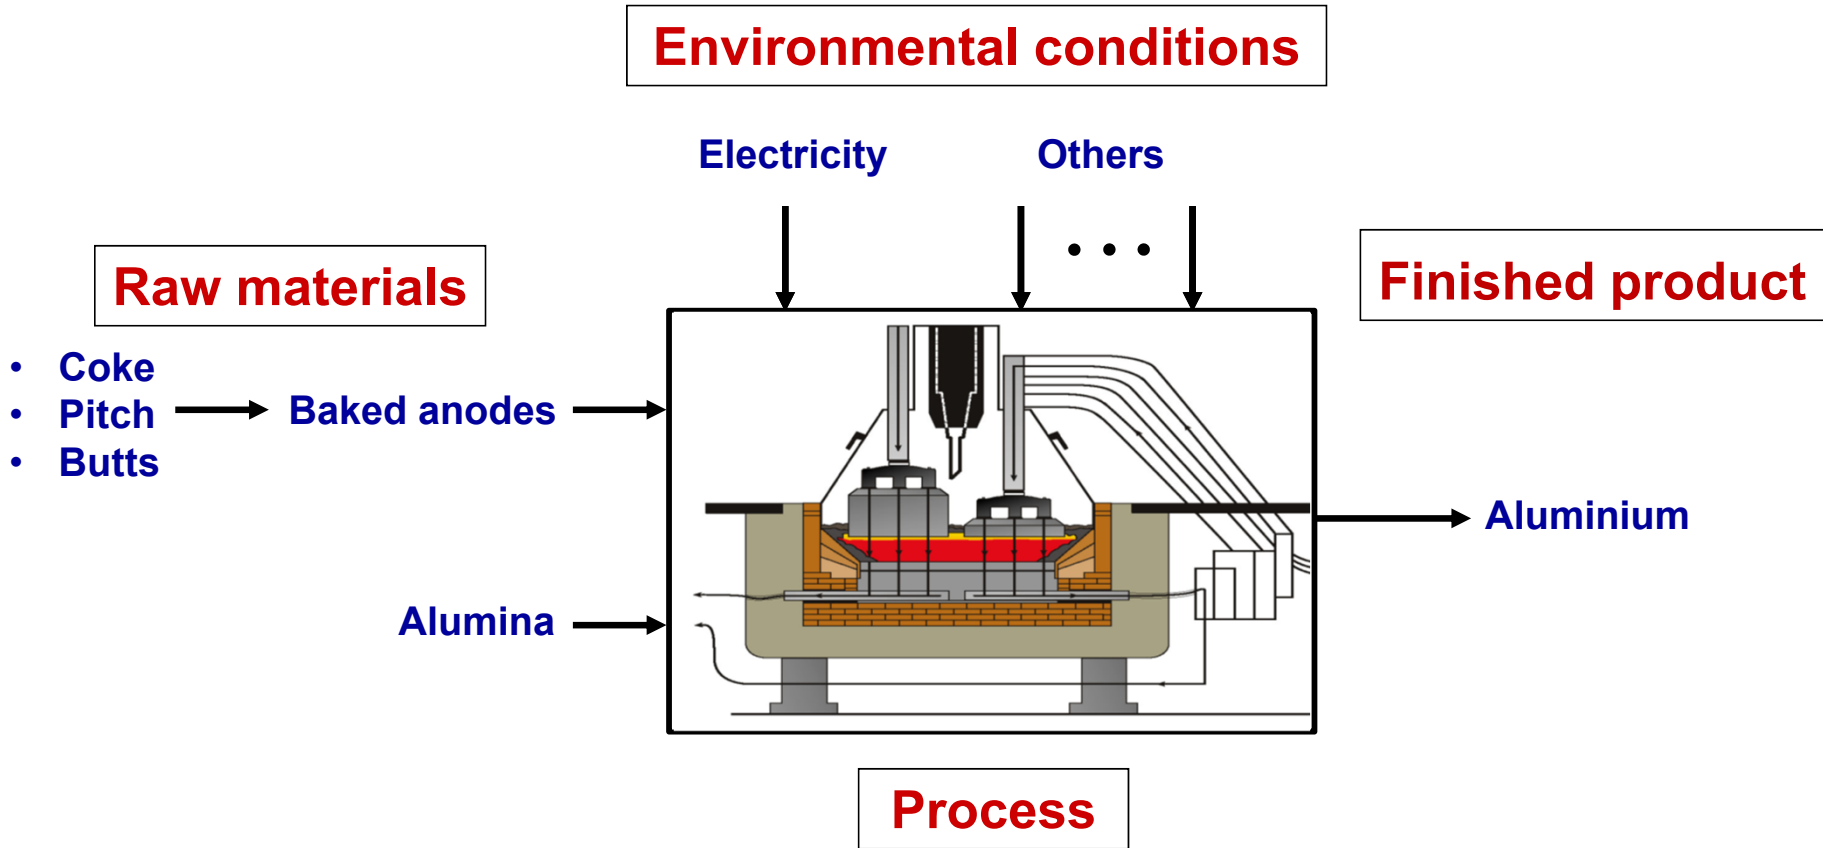 Environmental conditions
Electricity
Others
• • •
Raw materials
Finished product
• Coke
• Pitch
• Butts
Baked anodes
Aluminium
Alumina
Process